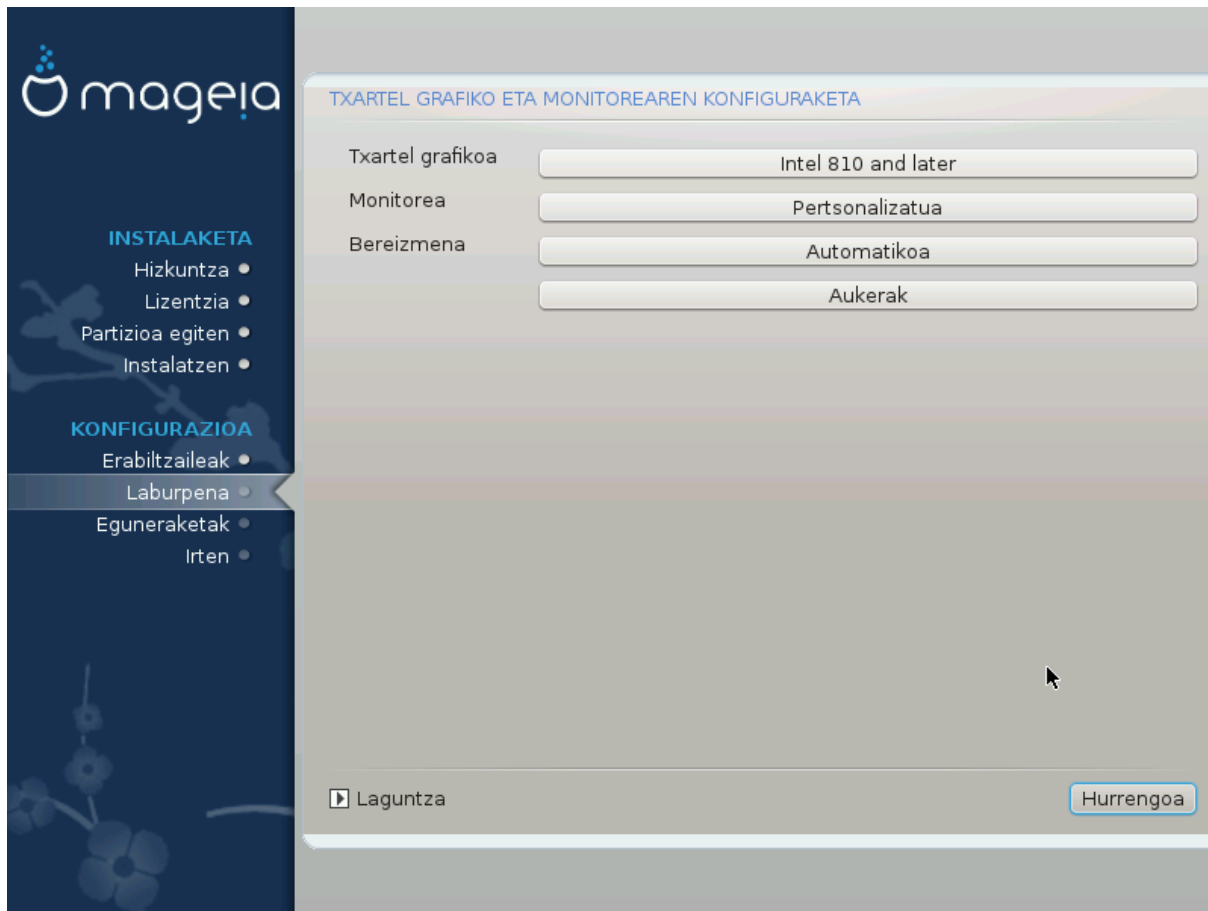 mageia
INSTALAKETA
Hizkuntza
Lizentzia
Partizioa egiten
Instalatzen
KONFIGURAZIOA
Erabiltzaileak
Laburpena
Eguneraketak
Irten
TXARTEL GRAFIKO ETA MONITOREAREN KONFIGURAKETA
Txartel grafikoa Intel 810 and later
Monitorea Pertsonalizatua
Bereizmena Automatikoa
Aukerak
Laguntza Hurrengoa